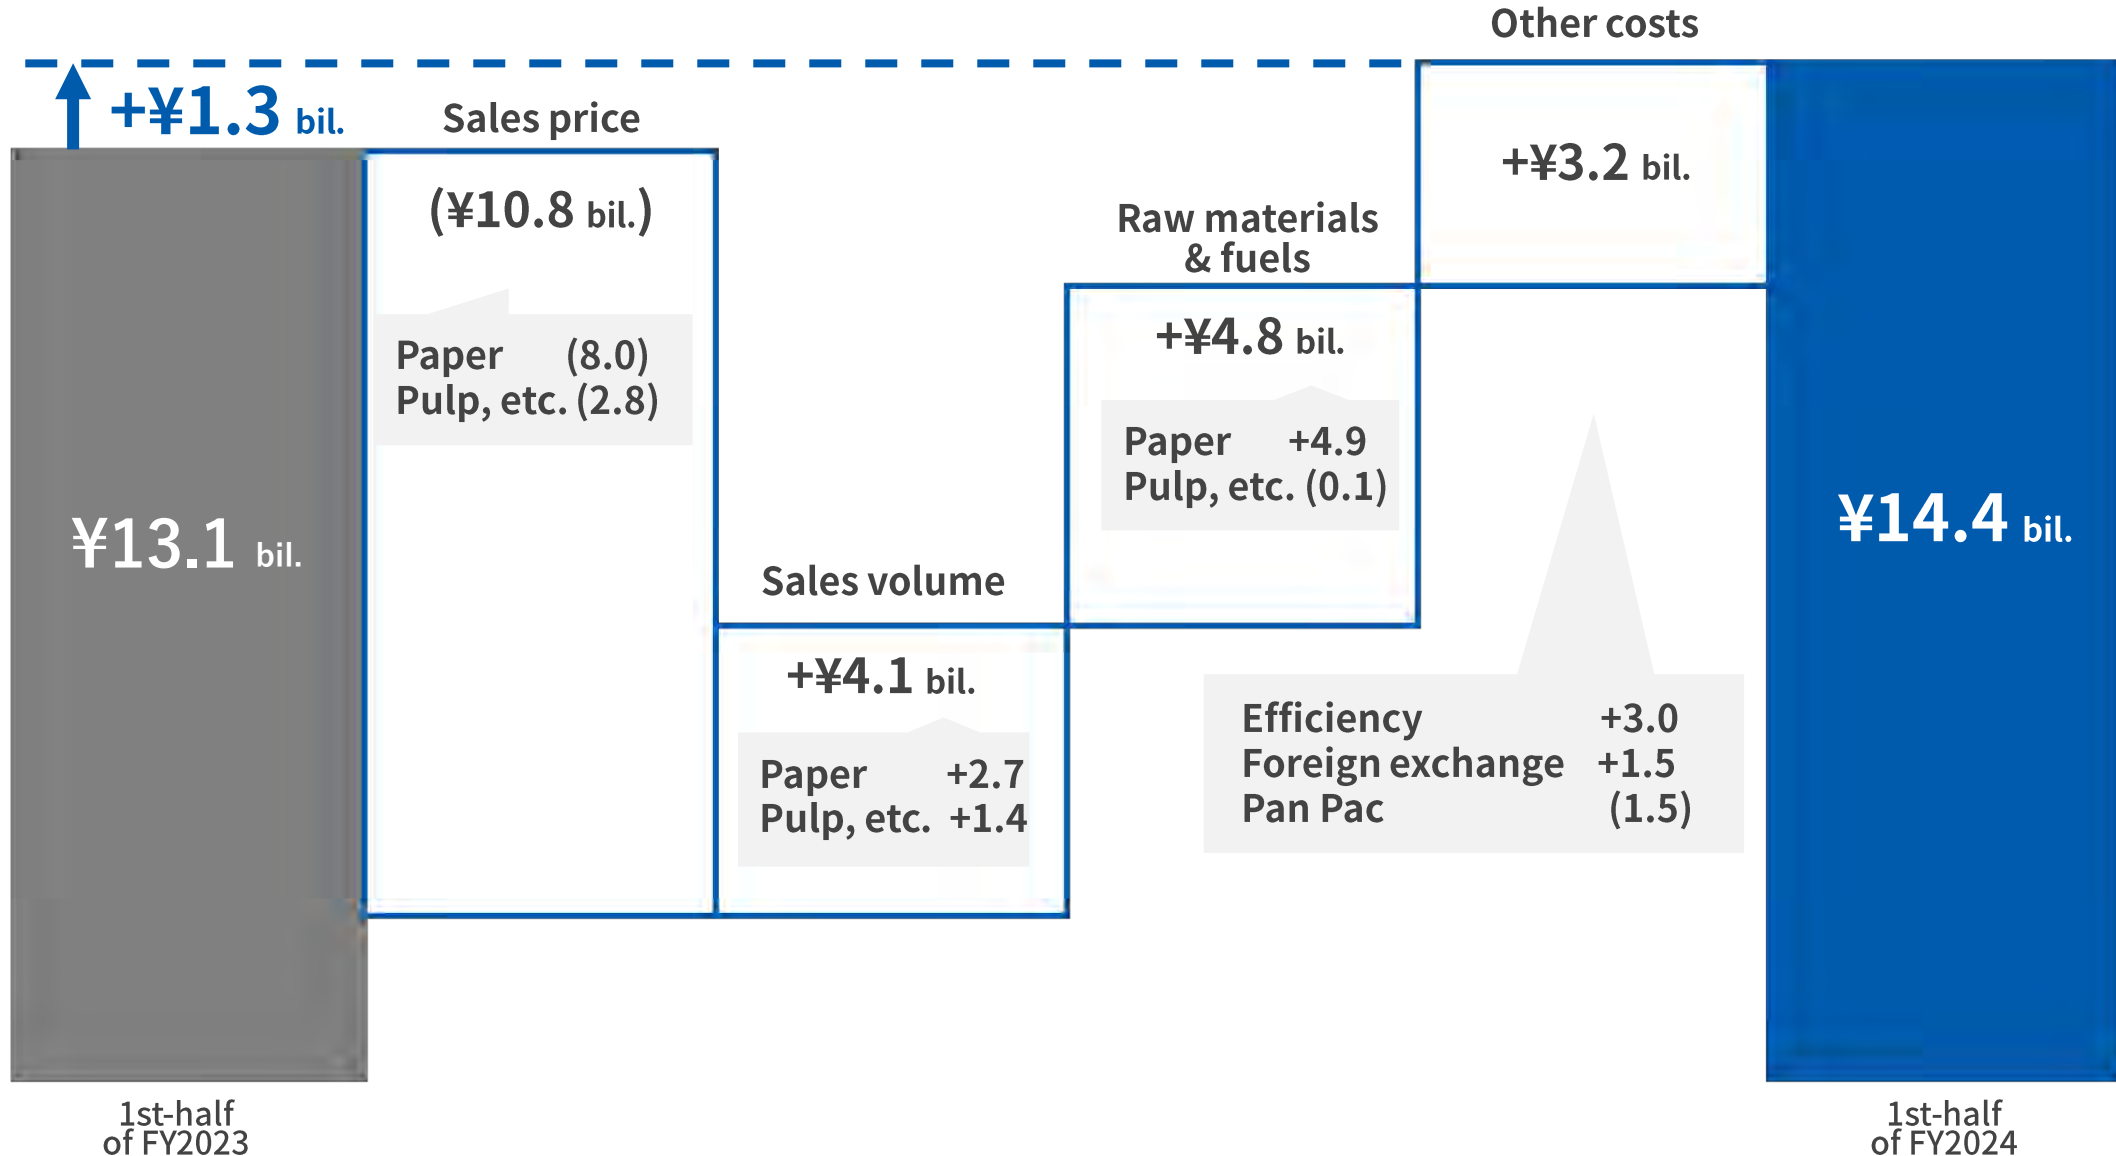 Other costs
+¥1.3 bil.
Sales price
(¥10.8 bil.)
Paper (8.0)
Pulp, etc. (2.8)
¥13.1 bil.
Sales volume
+¥4.1 bil.
Paper +2.7
Pulp, etc. +1.4
Raw materials
& fuels
+¥4.8 bil.
Paper +4.9
Pulp, etc. (0.1)
+¥3.2 bil.
Efficiency +3.0
Foreign exchange +1.5
Pan Pac (1.5)
¥14.4 bil.
1st-half
of FY2023
1st-half
of FY2024